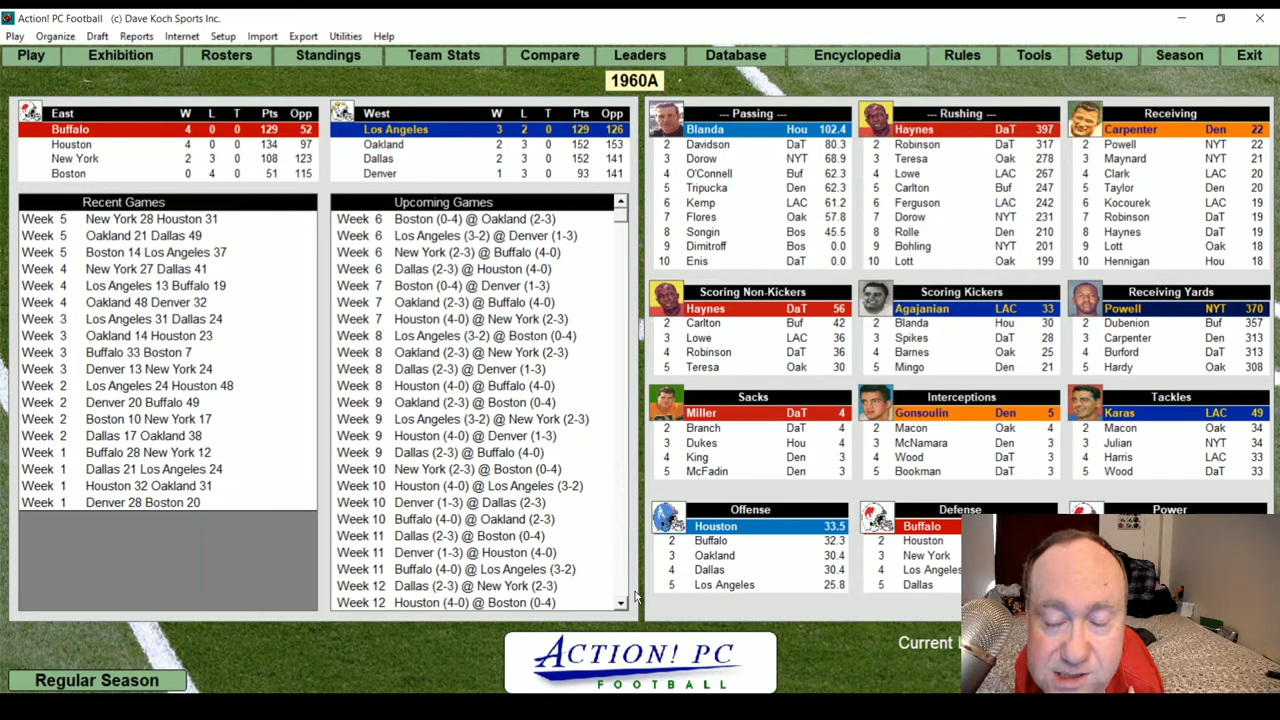 Action! PC Football (c) Dave Koch Sports Inc.
Play Organize Draft Reports Internet Setup Import Export Utilities Help
Play Exhibition Rosters Standings Team Stats Compare Leaders Database Encyclopedia Rules Tools Setup Season Exit
1960A
East W L T Pts Opp
Buffalo 4 0 0 129 52
Houston 4 0 0 134 97
New York 2 3 0 108 123
Boston 0 4 0 51 115
West W L T Pts Opp
Los Angeles 3 2 0 129 126
Oakland 2 3 0 152 153
Dallas 2 3 0 152 141
Denver 1 3 0 93 141
Recent Games
Week 5 New York 28 Houston 31
Week 5 Oakland 21 Dallas 49
Week 5 Boston 14 Los Angeles 37
Week 4 New York 27 Dallas 41
Week 4 Los Angeles 13 Buffalo 19
Week 4 Oakland 48 Denver 32
Week 3 Los Angeles 31 Dallas 24
Week 3 Oakland 14 Houston 23
Week 3 Buffalo 33 Boston 7
Week 3 Denver 13 New York 24
Week 2 Los Angeles 24 Houston 48
Week 2 Denver 20 Buffalo 49
Week 2 Boston 10 New York 17
Week 2 Dallas 17 Oakland 38
Week 1 Buffalo 28 New York 12
Week 1 Dallas 21 Los Angeles 24
Week 1 Houston 32 Oakland 31
Week 1 Denver 28 Boston 20
Upcoming Games
Week 6 Boston (0-4) @ Oakland (2-3)
Week 6 Los Angeles (3-2) @ Denver (1-3)
Week 6 New York (2-3) @ Buffalo (4-0)
Week 6 Dallas (2-3) @ Houston (4-0)
Week 7 Boston (0-4) @ Denver (1-3)
Week 7 Oakland (2-3) @ Buffalo (4-0)
Week 7 Houston (4-0) @ New York (2-3)
Week 8 Los Angeles (3-2) @ Boston (0-4)
Week 8 Oakland (2-3) @ New York (2-3)
Week 8 Dallas (2-3) @ Denver (1-3)
Week 8 Houston (4-0) @ Buffalo (4-0)
Week 9 Oakland (2-3) @ Boston (0-4)
Week 9 Los Angeles (3-2) @ New York (2-3)
Week 9 Houston (4-0) @ Denver (1-3)
Week 9 Dallas (2-3) @ Buffalo (4-0)
Week 10 New York (2-3) @ Boston (0-4)
Week 10 Houston (4-0) @ Los Angeles (3-2)
Week 10 Denver (1-3) @ Dallas (2-3)
Week 10 Buffalo (4-0) @ Oakland (2-3)
Week 11 Dallas (2-3) @ Boston (0-4)
Week 11 Denver (1-3) @ Houston (4-0)
Week 11 Buffalo (4-0) @ Los Angeles (3-2)
Week 12 Dallas (2-3) @ New York (2-3)
Week 12 Houston (4-0) @ Boston (0-4)
--- Passing ---
Blanda Hou 102.4
2 Davidson DaT 80.3
3 Dorow NYT 68.9
4 O'Connell Buf 62.3
5 Tripucka Den 62.3
6 Kemp LAC 61.2
7 Flores Oak 57.8
8 Songin Bos 45.5
9 Dimitroff Bos 0.0
10 Enis DaT 0.0
--- Rushing ---
Haynes DaT 397
2 Robinson DaT 317
3 Teresa Oak 278
4 Lowe LAC 267
5 Carlton Buf 247
6 Ferguson LAC 242
7 Dorow NYT 231
8 Rolle Den 210
9 Bohling NYT 201
10 Lott Oak 199
Receiving
Carpenter Den 22
2 Powell NYT 22
3 Maynard NYT 21
4 Clark LAC 20
5 Taylor Den 20
6 Kocourek LAC 19
7 Robinson DaT 19
8 Haynes DaT 19
9 Lott Oak 18
10 Hennigan Hou 18
Scoring Non-Kickers
Haynes DaT 56
2 Carlton Buf 42
3 Lowe LAC 36
4 Robinson DaT 36
5 Teresa Oak 30
Scoring Kickers
Agajanian LAC 33
2 Blanda Hou 30
3 Spikes DaT 28
4 Barnes Oak 25
5 Mingo Den 21
Receiving Yards
Powell NYT 370
2 Dubenion Buf 357
3 Carpenter Den 313
4 Burford DaT 313
5 Hardy Oak 308
Sacks
Miller DaT 4
2 Branch DaT 4
3 Dukes Hou 4
4 King Den 3
5 McFadin Den 3
Interceptions
Gonsoulin Den 5
2 Macon Oak 4
3 McNamara Den 3
4 Wood DaT 3
5 Bookman DaT 3
Tackles
Karas LAC 49
2 Macon Oak 34
3 Julian NYT 34
4 Harris LAC 33
5 Wood DaT 33
Offense
Houston 33.5
2 Buffalo 32.3
3 Oakland 30.4
4 Dallas 30.4
5 Los Angeles 25.8
Defense
Buffalo
2 Houston
3 New York
4 Los Angeles
5 Dallas
Power
Current
ACTION! PC
FOOTBALL
Regular Season